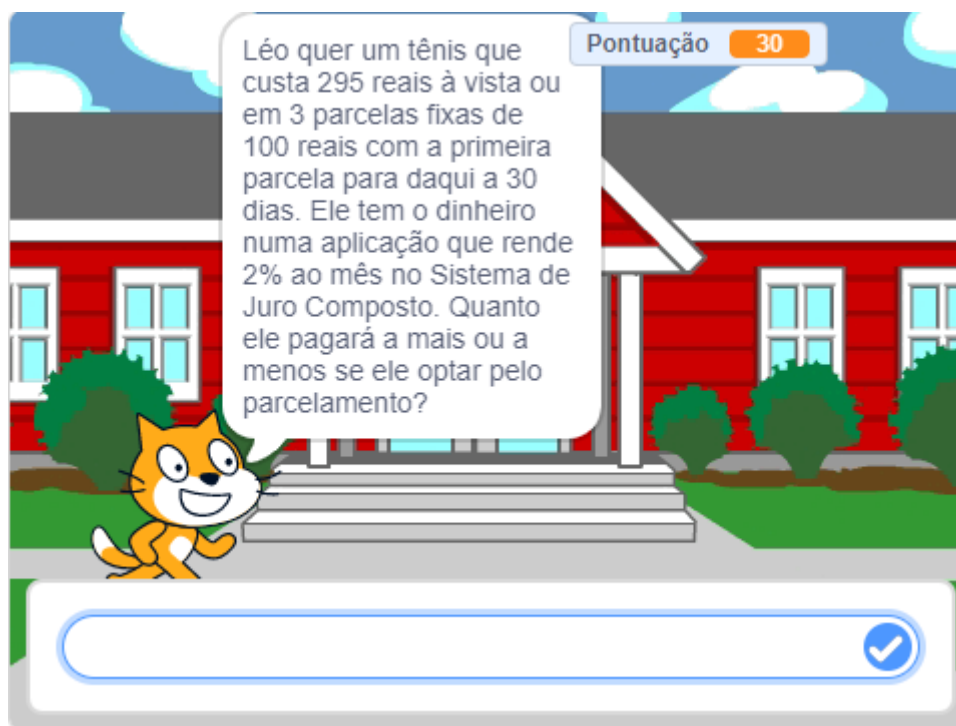 Léo quer um tênis que
custa 295 reais à vista ou
em 3 parcelas fixas de
100 reais com a primeira
parcela para daqui a 30
dias. Ele tem o dinheiro
numa aplicação que rende
2% ao mês no Sistema de
Juro Composto. Quanto
ele pagará a mais ou a
menos se ele optar pelo
parcelamento?
Pontuação 30